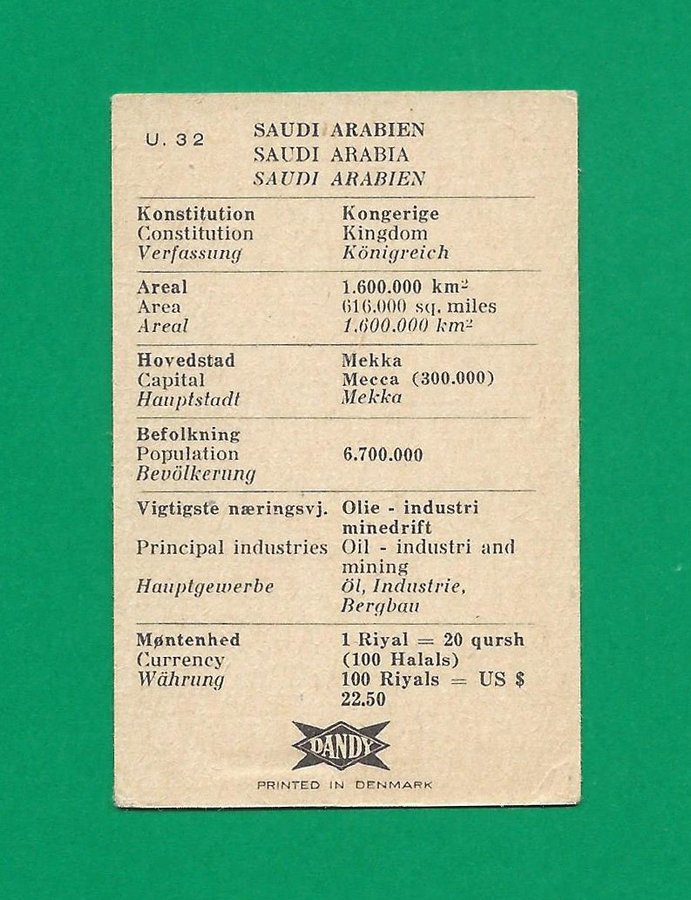 U. 32
SAUDI ARABIEN
SAUDI ARABIA
SAUDI ARABIEN
Konstitution Kongerige
Constitution Kingdom
Verfassung Königreich
Areal 1.600.000 km²
Area 616.000 sq. miles
Areal 1.600.000 km²
Hovedstad Mekka
Capital Mecca (300.000)
Hauptstadt Mekka
Befolkning
Population 6.700.000
Bevölkerung
Vigtigste næringsvj. Olie - industri
minedrift
Principal industries Oil - industri and
mining
Hauptgewerbe öl, Industrie,
Bergbau
Møntenhed 1 Riyal = 20 qursh
Currency (100 Halals)
Währung 100 Riyals = US $
22.50
DANDY
PRINTED IN DENMARK